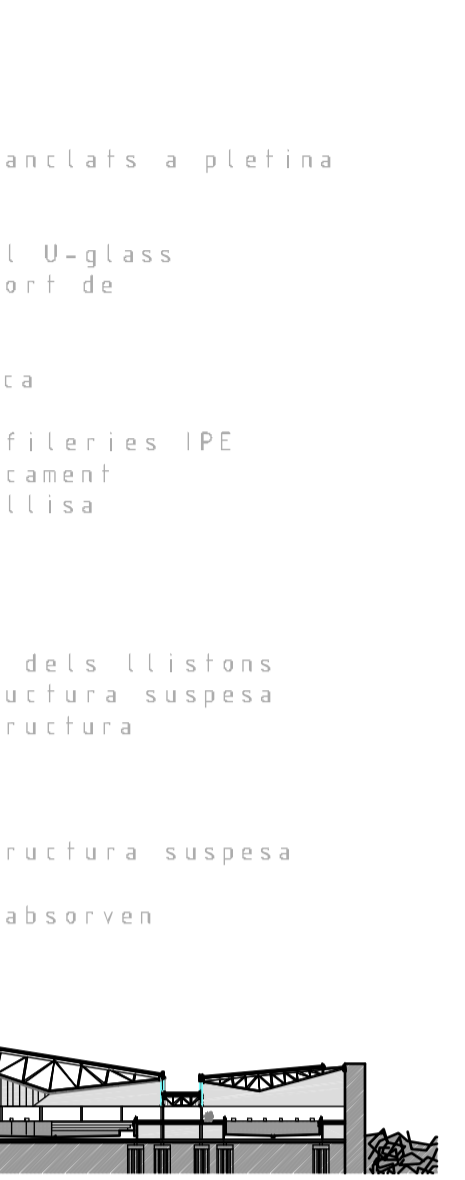 anclats a pletina
l U-glass
ort de
ca
fileries IPE
cament
llisa
dels llistons
uctura suspesa
ructura
ructura suspesa
absorven